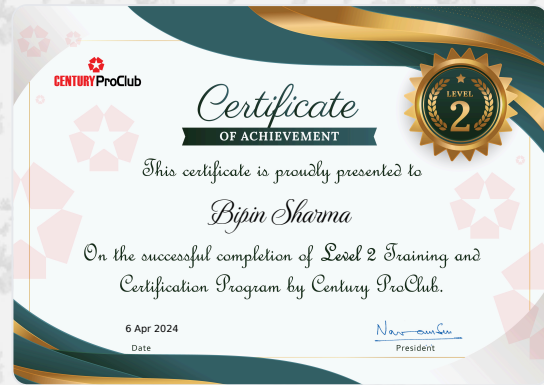 CENTURY ProClub
LEVEL
2
Certificate
OF ACHIEVEMENT
This certificate is proudly presented to
Bipin Sharma
On the successful completion of Level 2 Training and
Certification Program by Century ProClub.
6 Apr 2024
Date
President